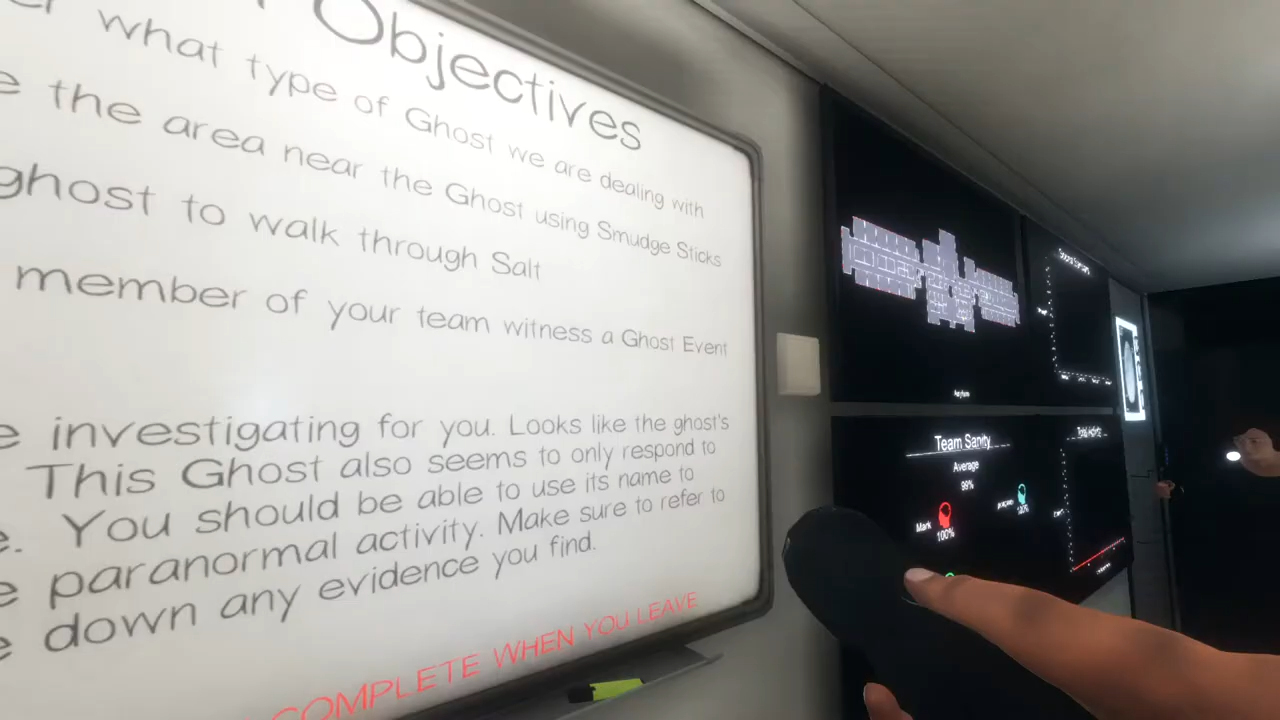 Objectives
what type of Ghost we are dealing with
the area near the Ghost using Smudge Sticks
ghost to walk through Salt
member of your team witness a Ghost Event
investigating for you. Looks like the ghost's
This Ghost also seems to only respond to
You should be able to use its name to
paranormal activity. Make sure to refer to
down any evidence you find.
COMPLETE WHEN YOU LEAVE
Team Sanity
Average
99%
Mark
100%
100%